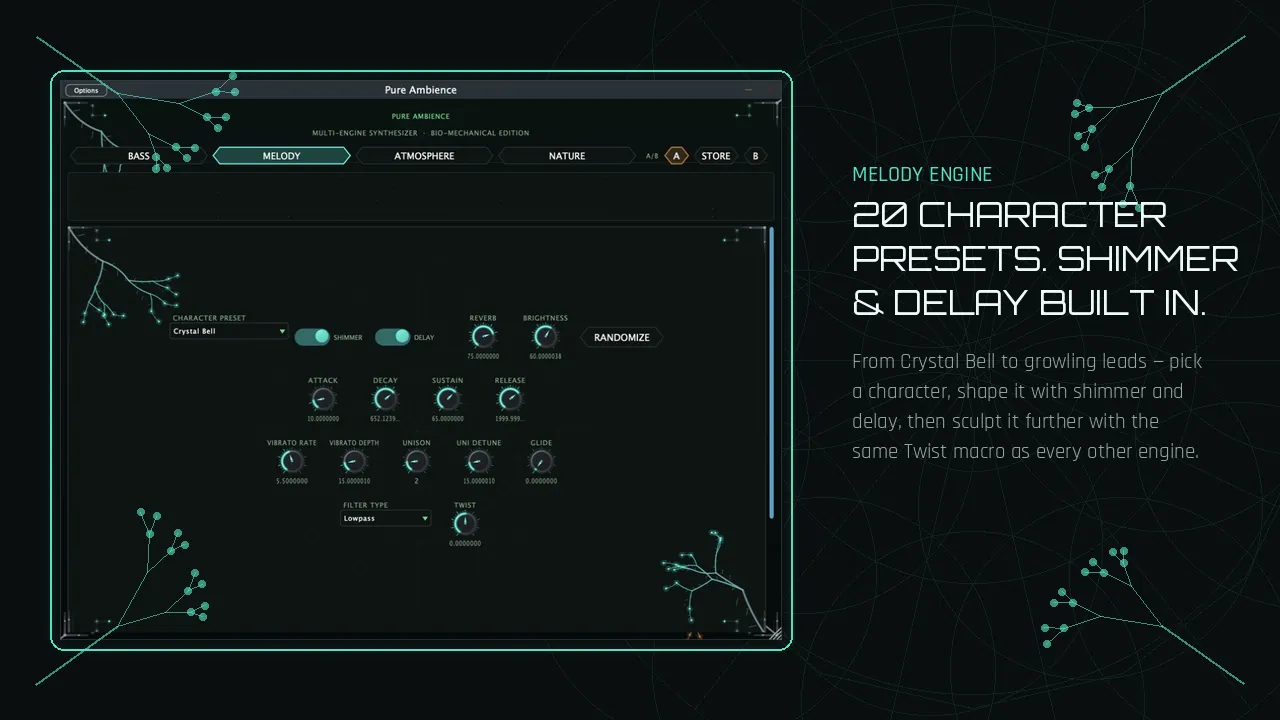 Options
Pure Ambience
PURE AMBIENCE
MULTI-ENGINE SYNTHESIZER · BIO-MECHANICAL EDITION
BASS
MELODY
ATMOSPHERE
NATURE
A/B
A
STORE
B
CHARACTER PRESET
Crystal Bell
SHIMMER
DELAY
REVERB
75.0000000
BRIGHTNESS
60.0000038
RANDOMIZE
ATTACK
10.0000000
DECAY
652.1239...
SUSTAIN
65.0000000
RELEASE
1999.999...
VIBRATO RATE
5.5000000
VIBRATO DEPTH
15.0000010
UNISON
2
UNI DETUNE
15.0000010
GLIDE
0.0000000
FILTER TYPE
Lowpass
TWIST
0.0000000
MELODY ENGINE
20 CHARACTER
PRESETS. SHIMMER
& DELAY BUILT IN.
From Crystal Bell to growling leads – pick
a character, shape it with shimmer and
delay, then sculpt it further with the
same Twist macro as every other engine.